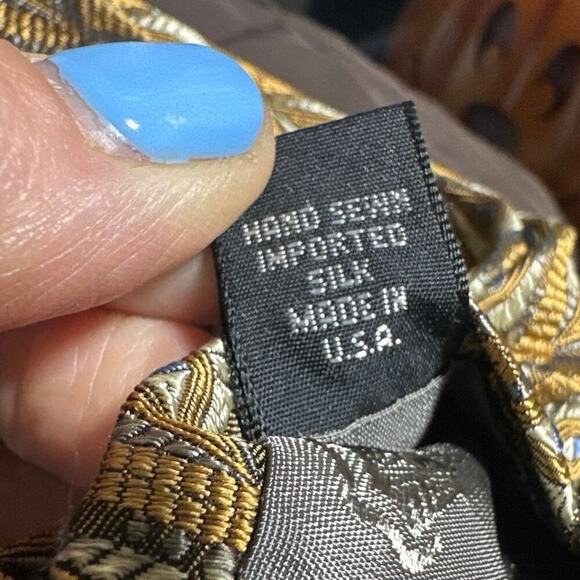 HAND SEWN
IMPORTED
SILK
MADE IN
U.S.A.